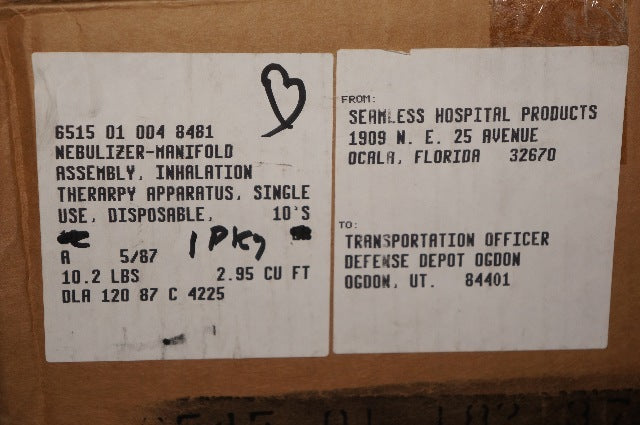 6515 01 004 8481
NEBULIZER-MANIFOLD
ASSEMBLY, INHALATION
THERARPY APPARATUS, SINGLE
USE, DISPOSABLE, 10'S
1 PKg
A 5/87
10.2 LBS 2.95 CU FT
DLA 120 87 C 4225
FROM:
SEAMLESS HOSPITAL PRODUCTS
1909 N. E. 25 AVENUE
OCALA, FLORIDA 32670
TO:
TRANSPORTATION OFFICER
DEFENSE DEPOT OGDON
OGDON, UT. 84401